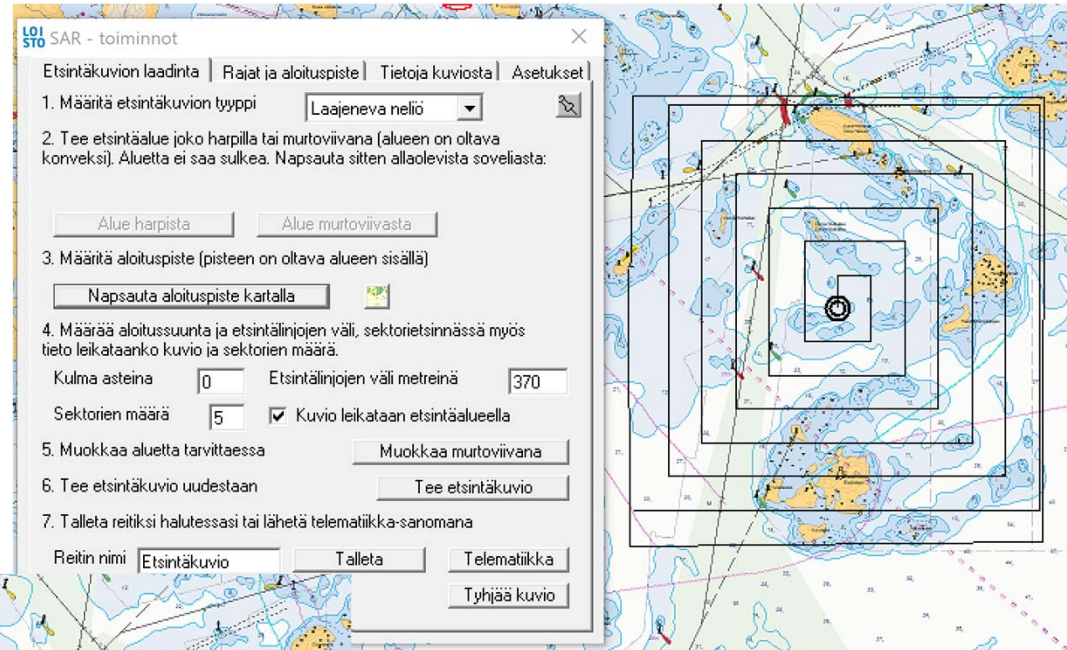 LOISTO SAR - toiminnot
Etsintäkuvion laadinta Rajat ja aloituspiste Tietoja kuviosta Asetukset
1. Määritä etsintäkuvion tyyppi Laajeneva neliö
2. Tee etsintäalue joko harpilla tai murtoviivana (alueen on oltava
konveksi). Aluetta ei saa sulkea. Napsauta sitten allaolevista soveliasta:
Alue harpista Alue murtoviivasta
3. Määritä aloituspiste (pisteen on oltava alueen sisällä)
Napsauta aloituspiste kartalla
4. Määrää aloitussuunta ja etsintälinjojen väli, sektorietsinnässä myös
tieto leikataanko kuvio ja sektorien määrä.
Kulma asteina 0 Etsintälinjojen väli metreinä 370
Sektorien määrä 5 Kuvio leikataan etsintäalueella
5. Muokkaa aluetta tarvittaessa Muokkaa murtoviivana
6. Tee etsintäkuvio uudestaan Tee etsintäkuvio
7. Talleta reitiksi halutessasi tai lähetä telematiikka-sanomana
Reitin nimi Etsintäkuvio Talleta Telematiikka
Tyhjää kuvio